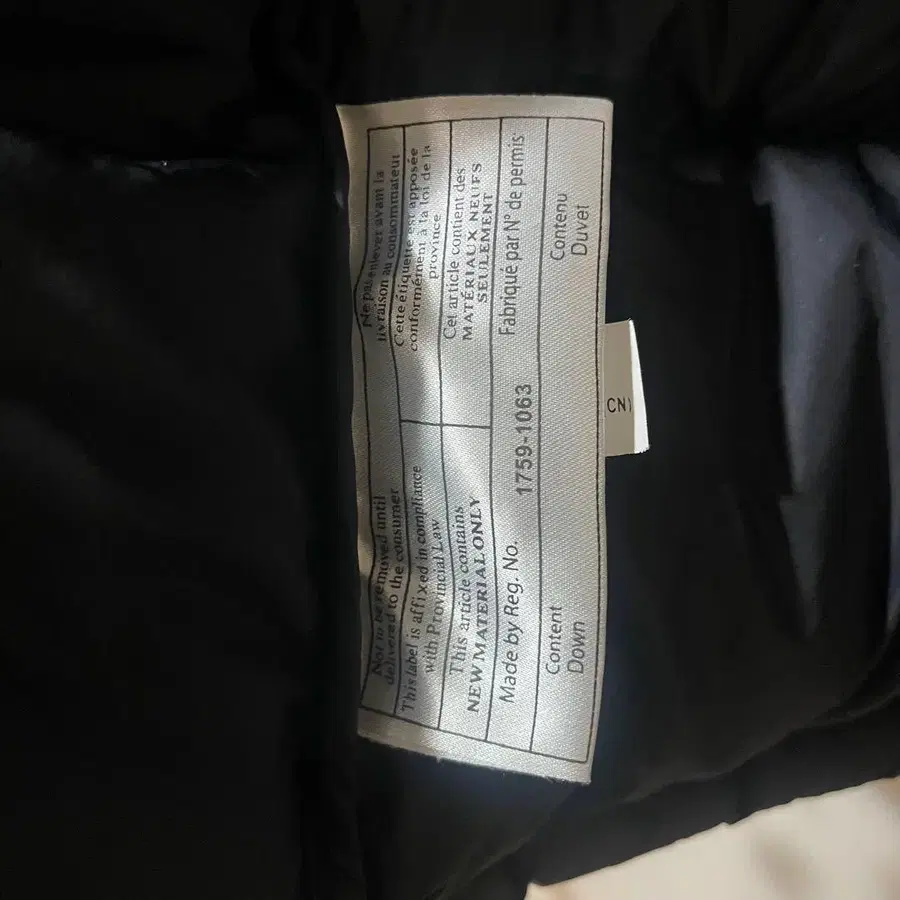 Not to be removed until
delivered to the consumer
Ne pas enlever avant la
livraison au consommateur
This label is affixed in compliance
with Provincial Law
Cette étiquette est apposée
conformément à la loi de la
province
This article contains
NEW MATERIAL ONLY
Cet article contient des
MATÉRIAUX NEUFS
SEULEMENT
Made by Reg. No. 1759-1063 Fabriqué par N° de permis
Content
Down
Contenu
Duvet
CN